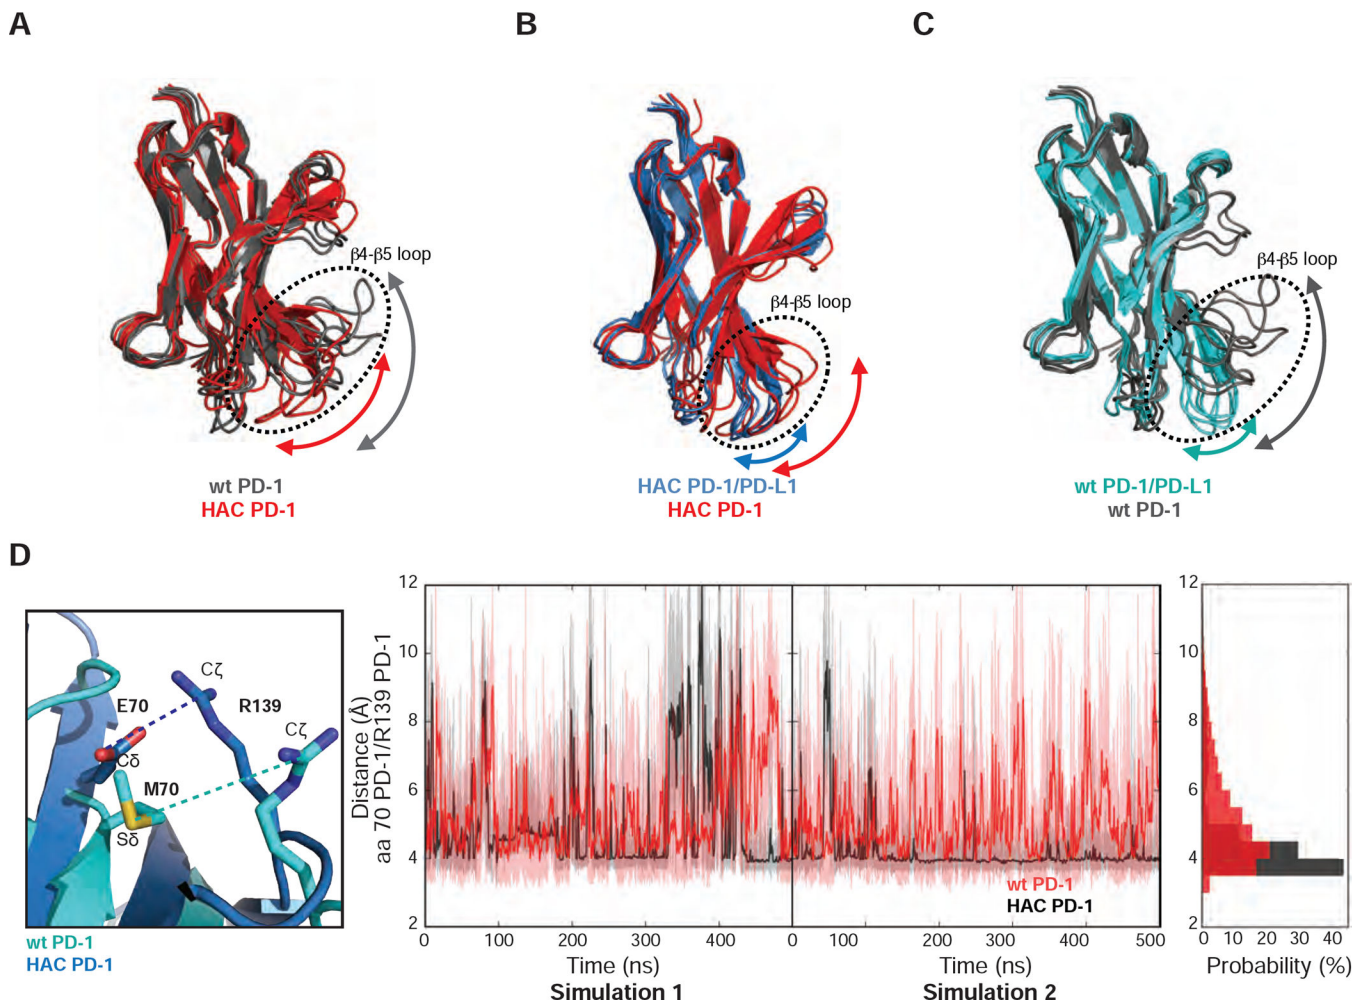 A
B
C
β4-β5 loop
β4-β5 loop
β4-β5 loop
wt PD-1
HAC PD-1
HAC PD-1/PD-L1
HAC PD-1
wt PD-1/PD-L1
wt PD-1
D
Cζ
E70
R139
Cζ
Cδ
M70
Sδ
wt PD-1
HAC PD-1
Distance (Å)
aa 70 PD-1/R139 PD-1
12
10
8
6
4
2
wt PD-1
HAC PD-1
0 100 200 300 400 0 100 200 300 400 500
Time (ns) Time (ns)
Simulation 1 Simulation 2
12
10
8
6
4
2
0 10 20 30 40
Probability (%)